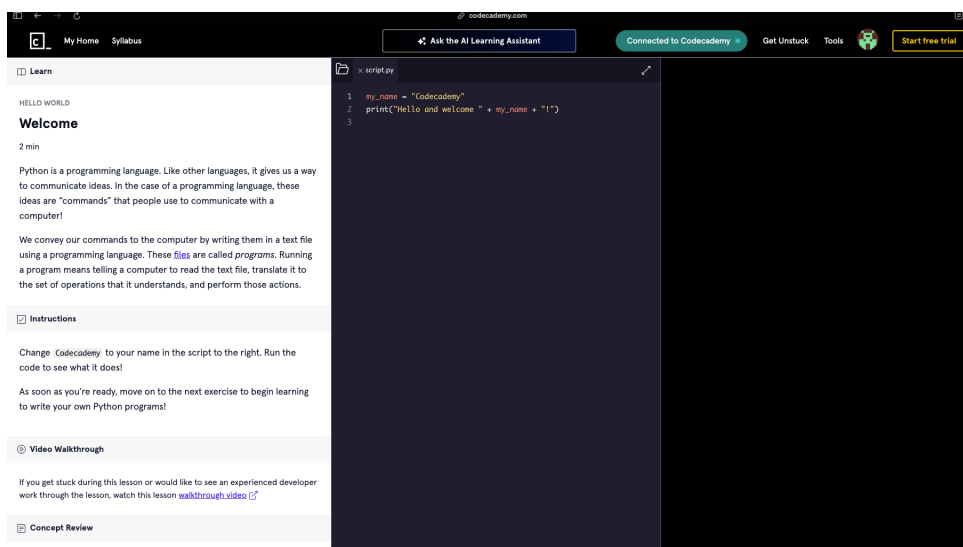 codecademy.com
c_ My Home Syllabus Ask the AI Learning Assistant Connected to Codecademy Get Unstuck Tools Start free trial
Learn
HELLO WORLD
Welcome
2 min
Python is a programming language. Like other languages, it gives us a way
to communicate ideas. In the case of a programming language, these
ideas are “commands” that people use to communicate with a
computer!
We convey our commands to the computer by writing them in a text file
using a programming language. These files are called programs. Running
a program means telling a computer to read the text file, translate it to
the set of operations that it understands, and perform those actions.
Instructions
Change Codecademy to your name in the script to the right. Run the
code to see what it does!
As soon as you’re ready, move on to the next exercise to begin learning
to write your own Python programs!
Video Walkthrough
If you get stuck during this lesson or would like to see an experienced developer
work through the lesson, watch this lesson walkthrough video
Concept Review
script.py
1 my_name = "Codecademy"
2 print("Hello and welcome " + my_name + "!")
3